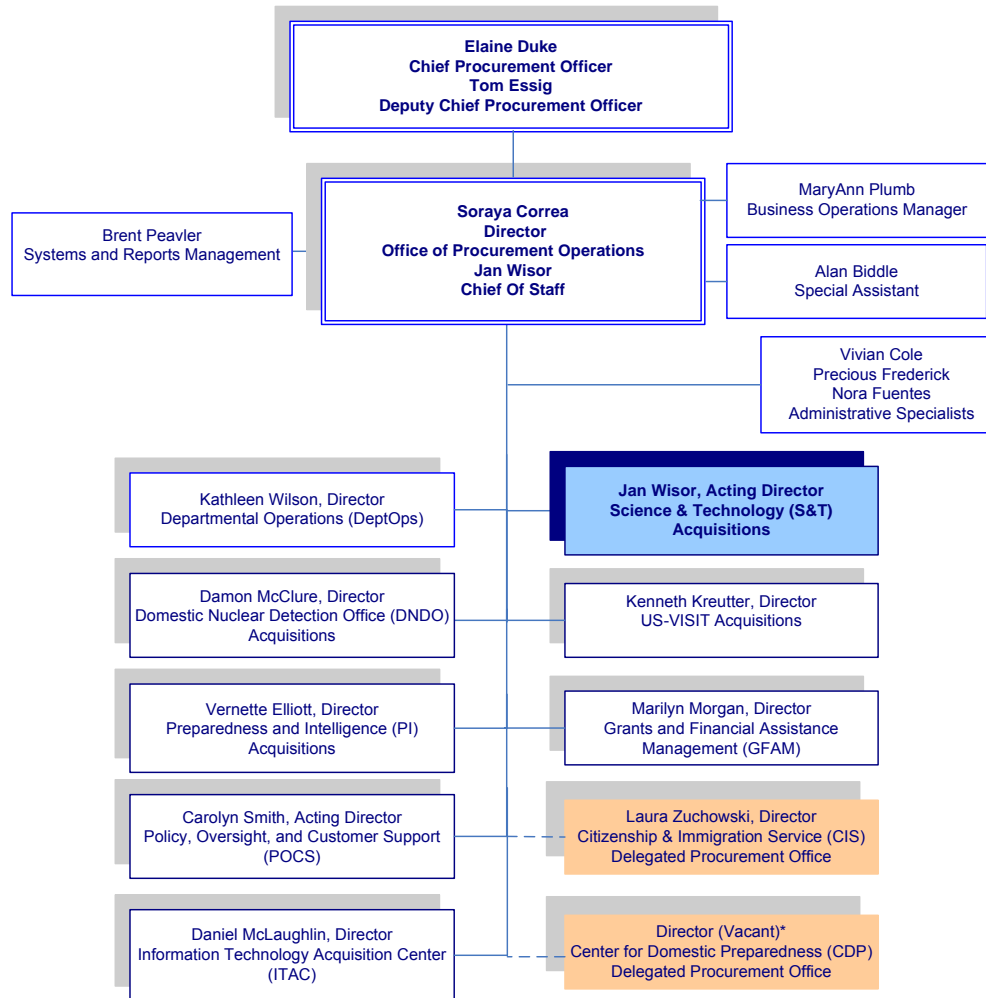 Elaine Duke
Chief Procurement Officer
Tom Essig
Deputy Chief Procurement Officer
Soraya Correa
Director
Office of Procurement Operations
Jan Wisor
Chief Of Staff
MaryAnn Plumb
Business Operations Manager
Brent Peavler
Systems and Reports Management
Alan Biddle
Special Assistant
Vivian Cole
Precious Frederick
Nora Fuentes
Administrative Specialists
Kathleen Wilson, Director
Departmental Operations (DeptOps)
Jan Wisor, Acting Director
Science & Technology (S&T)
Acquisitions
Damon McClure, Director
Domestic Nuclear Detection Office (DNDO)
Acquisitions
Kenneth Kreutter, Director
US-VISIT Acquisitions
Vernette Elliott, Director
Preparedness and Intelligence (PI)
Acquisitions
Marilyn Morgan, Director
Grants and Financial Assistance
Management (GFAM)
Carolyn Smith, Acting Director
Policy, Oversight, and Customer Support
(POCS)
Laura Zuchowski, Director
Citizenship & Immigration Service (CIS)
Delegated Procurement Office
Daniel McLaughlin, Director
Information Technology Acquisition Center
(ITAC)
Director (Vacant)*
Center for Domestic Preparedness (CDP)
Delegated Procurement Office